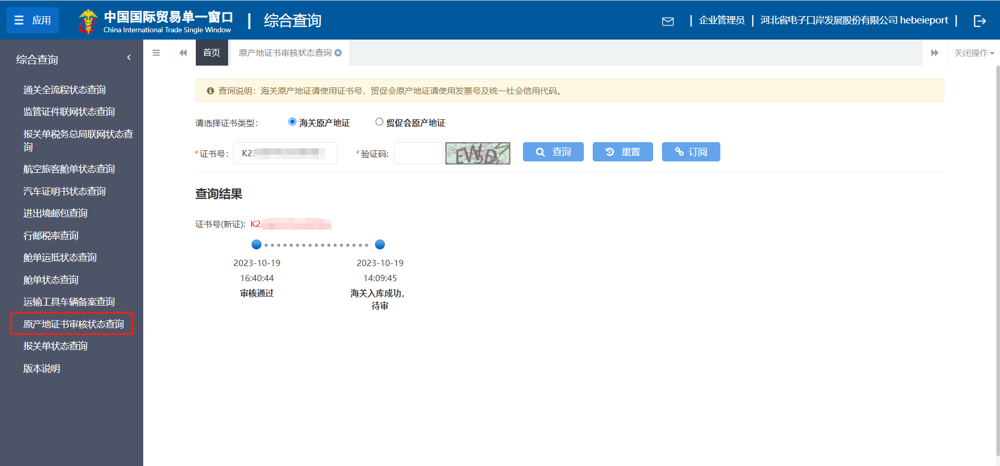 应用
中国国际贸易单一窗口
China International Trade Single Window
综合查询
企业管理员
河北省电子口岸发展股份有限公司 hebeieport
综合查询
通关全流程状态查询
监管证件联网状态查询
报关单税务总局联网状态查
询
航空旅客舱单状态查询
汽车证明书状态查询
进出境邮包查询
行邮税率查询
舱单运抵状态查询
舱单状态查询
运输工具车辆备案查询
原产地证书审核状态查询
报关单状态查询
版本说明
首页
原产地证书审核状态查询
关闭操作
查询说明：海关原产地证请使用证书号，贸促会原产地证请使用发票号及统一社会信用代码。
请选择证书类型：
海关原产地证
贸促会原产地证
*证书号：
K23
*验证码:
EW5D
查询
重置
订阅
查询结果
证书号(新证): K2
2023-10-19
16:40:44
审核通过
2023-10-19
14:09:45
海关入库成功，
待审